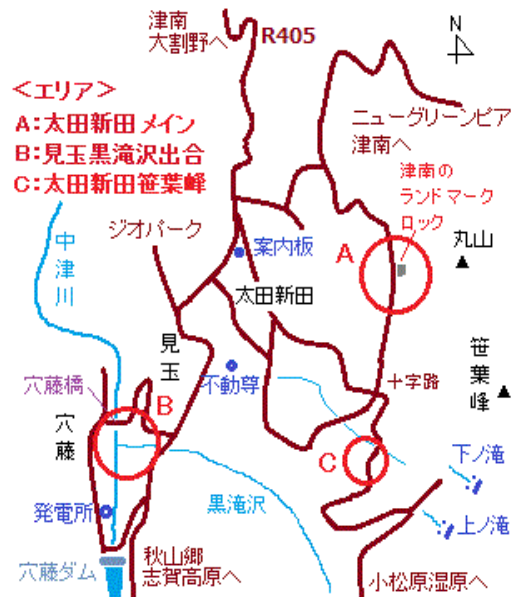 津南
大割野へ
R405
N
<エリア>
A:太田新田メイン
B:見玉黒滝沢出合
C:太田新田笹葉峰
ニューグリーンピア
津南へ
津南の
ランドマーク
ロック
ジオパーク
中津川
案内板
A
丸山
太田新田
見玉
不動尊
十字路
笹葉峰
穴藤橋
B
穴藤
C
下ノ滝
発電所
黒滝沢
上ノ滝
穴藤ダム
秋山郷
志賀高原へ
小松原湿原へ